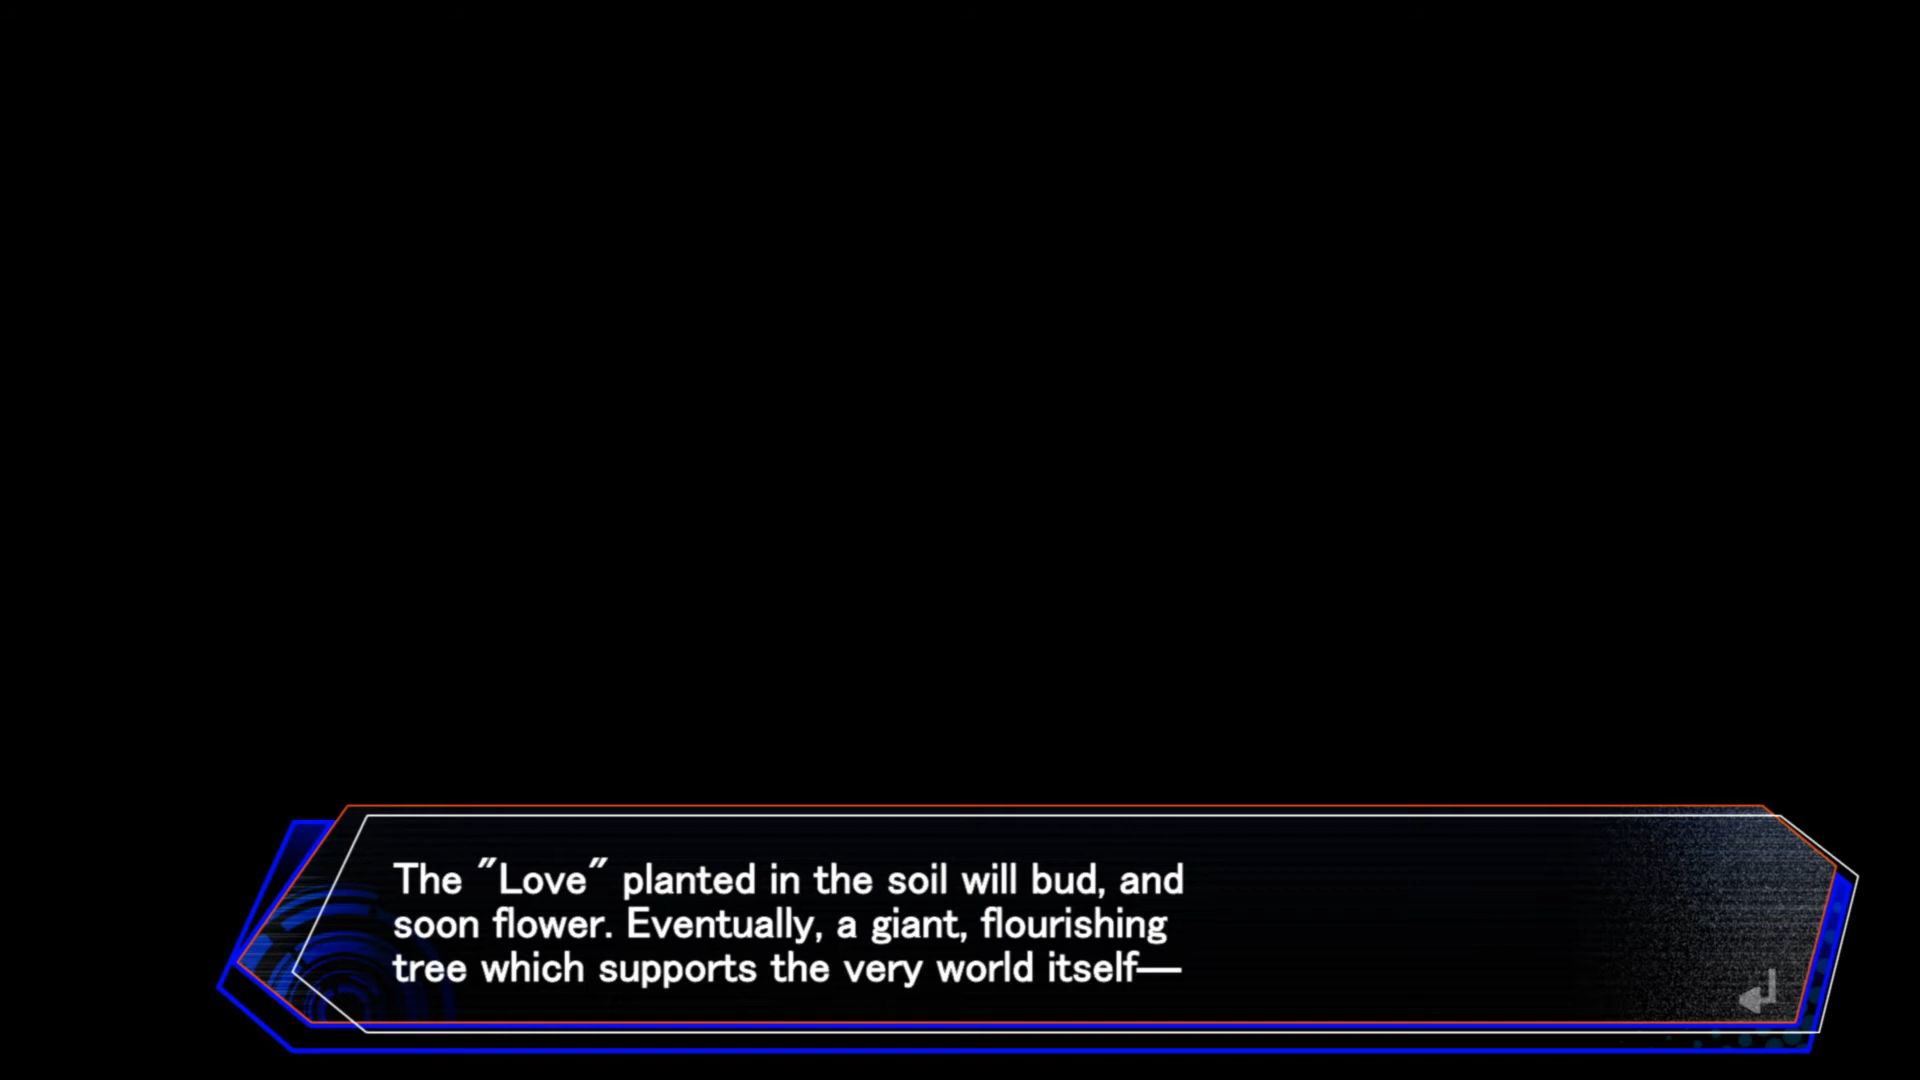 The "Love" planted in the soil will bud, and
soon flower. Eventually, a giant, flourishing
tree which supports the very world itself—